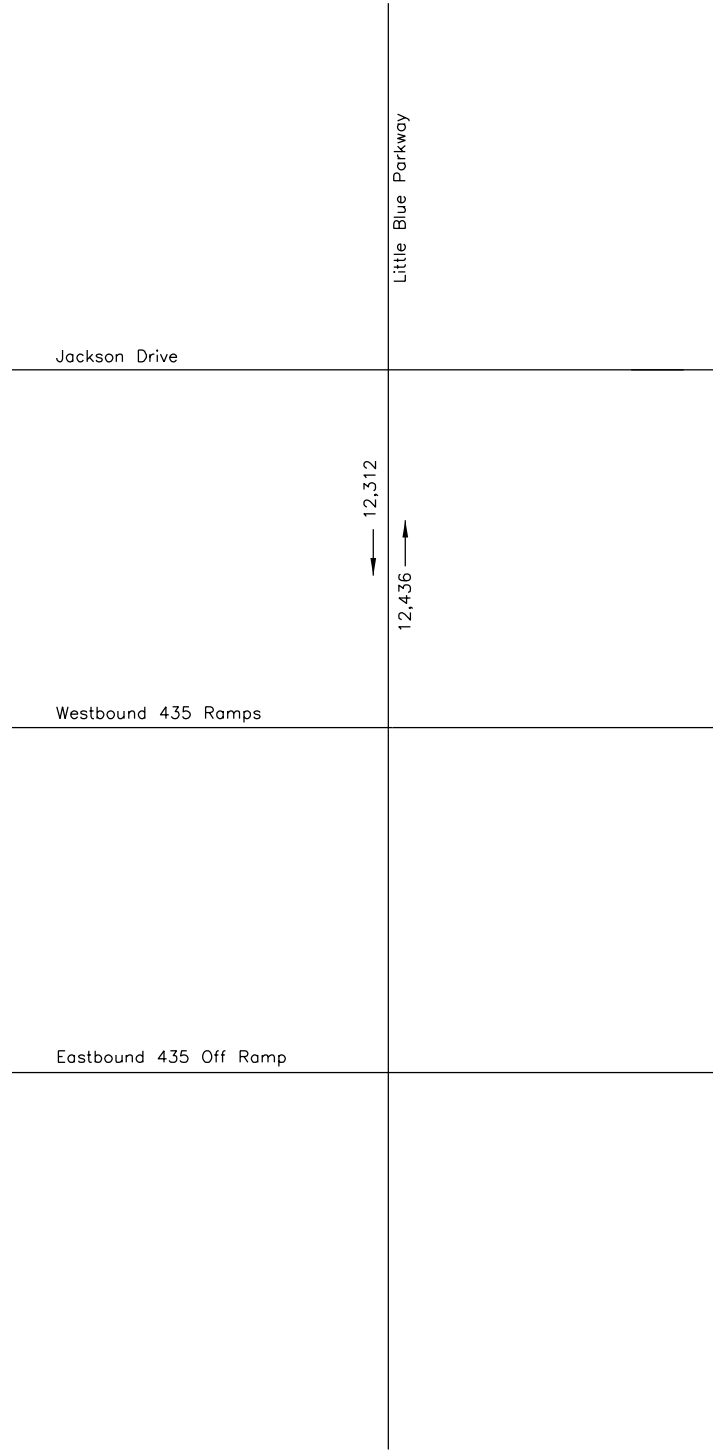 Little Blue Parkway
Jackson Drive
12,312
12,436
Westbound 435 Ramps
Eastbound 435 Off Ramp